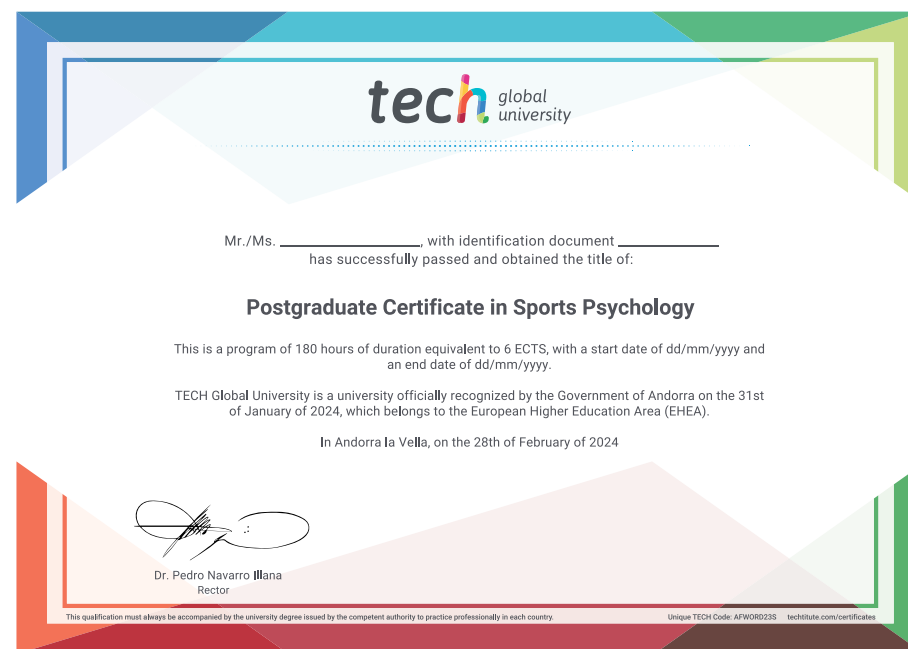 tech global
university
Mr./Ms. ____________, with identification document ____________
has successfully passed and obtained the title of:
Postgraduate Certificate in Sports Psychology
This is a program of 180 hours of duration equivalent to 6 ECTS, with a start date of dd/mm/yyyy and
an end date of dd/mm/yyyy.
TECH Global University is a university officially recognized by the Government of Andorra on the 31st
of January of 2024, which belongs to the European Higher Education Area (EHEA).
In Andorra la Vella, on the 28th of February of 2024
Dr. Pedro Navarro Illana
Rector
This qualification must always be accompanied by the university degree issued by the competent authority to practice professionally in each country.
Unique TECH Code: AFWORD23S techtitute.com/certificates